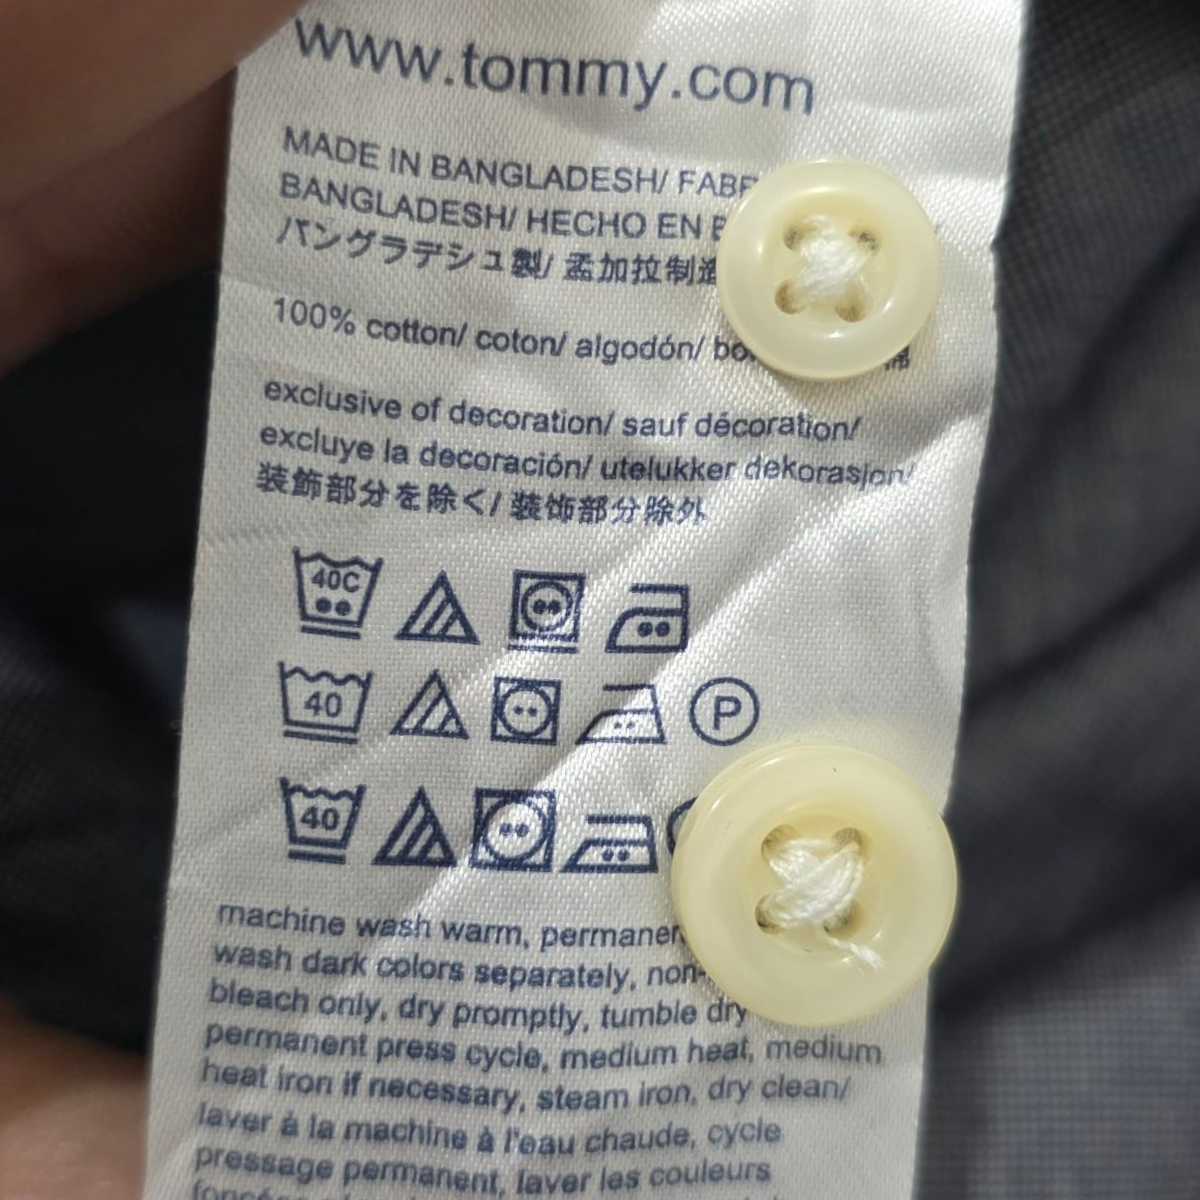 www.tommy.com
MADE IN BANGLADESH/
BANGLADESH/ HECHO EN
バングラデシュ製/ 孟加拉制造
100% cotton/ coton/ algodón/ 棉
exclusive of decoration/ sauf décoration/
excluye la decoración/ utelukker dekorasjon/
装飾部分を除く/ 装饰部分除外
40C
40 P
40
machine wash warm,
wash dark colors separately,
bleach only, dry promptly, tumble dry
permanent press cycle, medium heat, medium
heat iron if necessary, steam iron, dry clean/
laver à la machine à l'eau chaude, cycle
pressage permanent, laver les couleurs